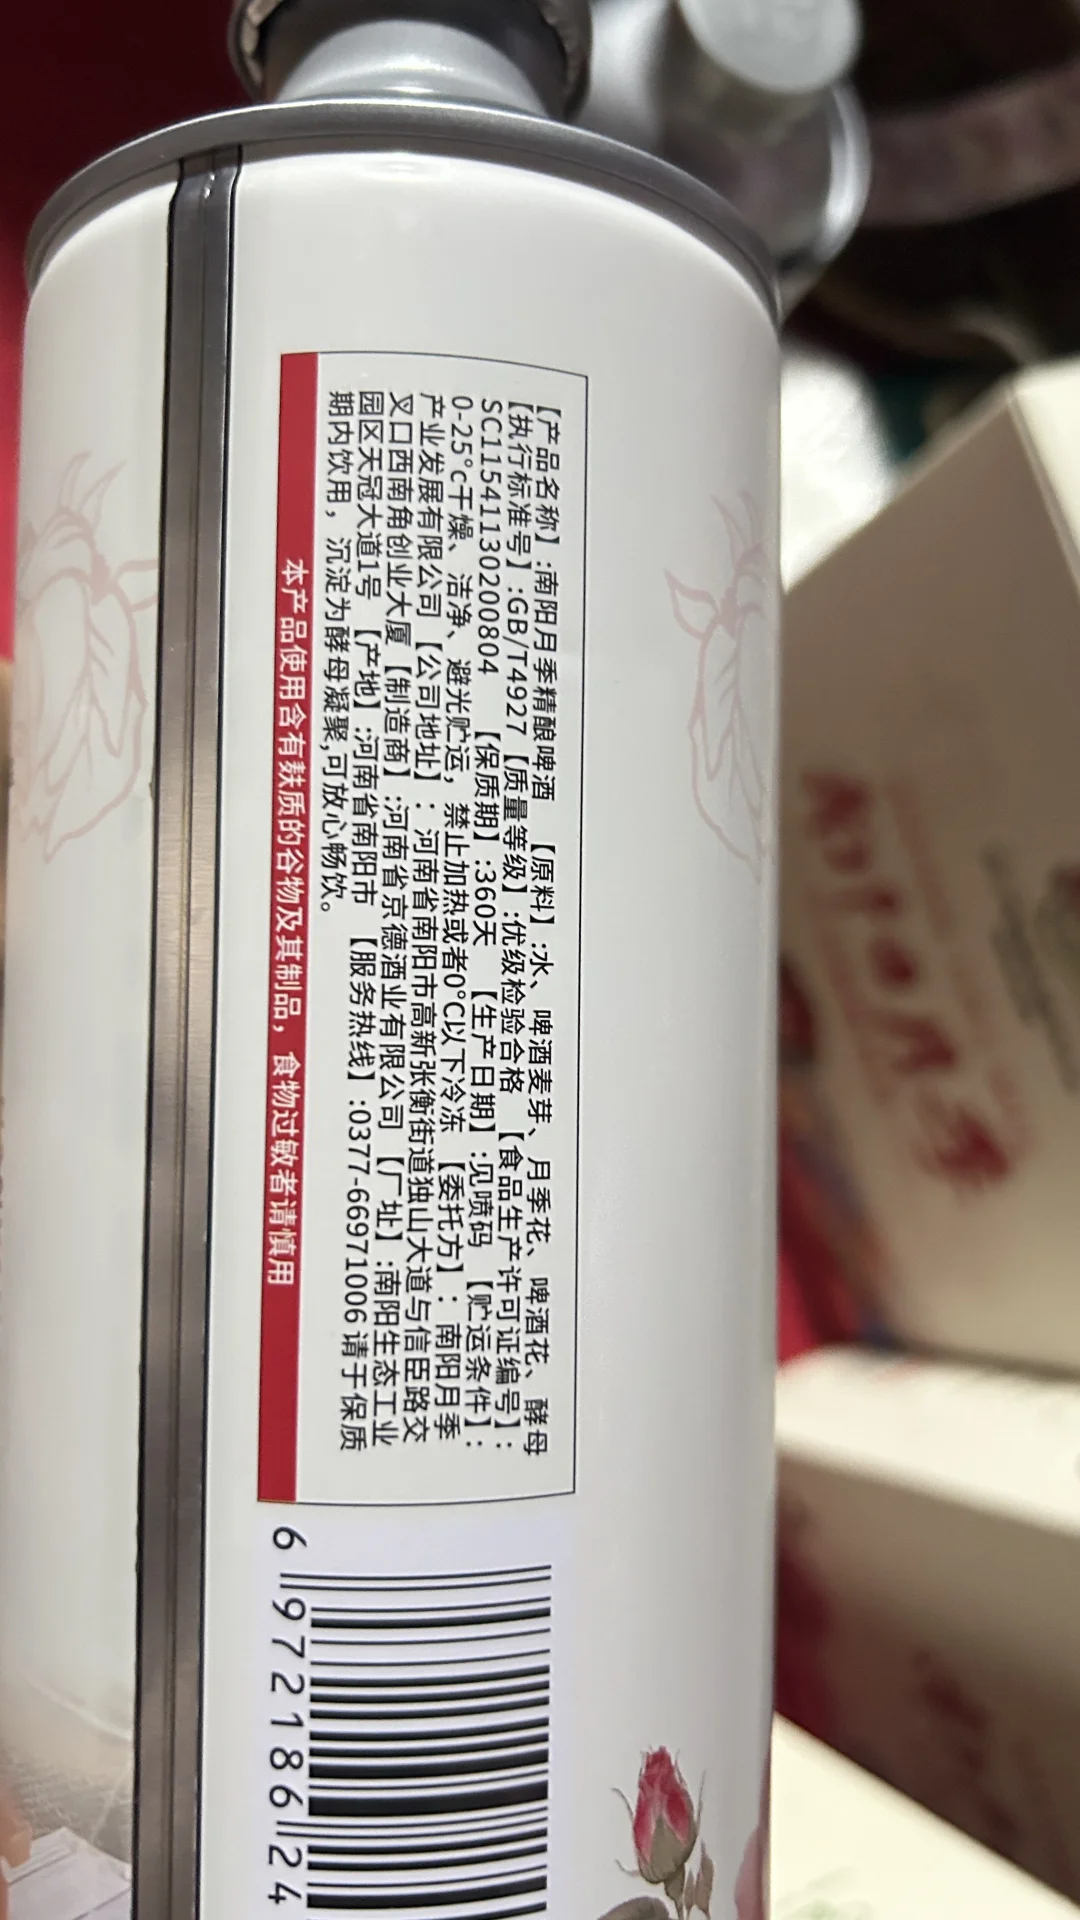 【产品名称】:南阳月季精酿啤酒 【原料】:水、啤酒麦芽、月季花、啤酒花、酵母
【执行标准号】:GB/T4927【质量等级】:优级检验合格 【食品生产许可证编号】:
SC11541130200804 【保质期】:360天 【生产日期】:见喷码 【贮运条件】:
0-25°c干燥、洁净、避光贮运，禁止加热或者0°C以下冷冻 【委托方】: 南阳月季
产业发展有限公司【公司地址】: 河南省南阳市高新张衡街道独山大道与信臣路交
叉口西南角创业大厦【制造商】:河南省京德酒业有限公司【厂址】:南阳生态工业
园区天冠大道1号 【产地】:河南省南阳市 【服务热线】:0377-66971006请于保质
期内饮用，沉淀为酵母凝聚,可放心畅饮。
本产品使用含有麸质的谷物及其制品，食物过敏者请慎用
6 972186 24